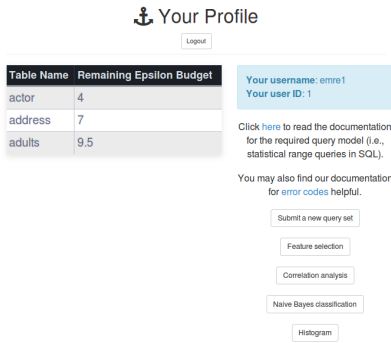 Your Profile
Logout
Table Name Remaining Epsilon Budget
actor 4
address 7
adults 9.5
Your username: emre1
Your user ID: 1
Click here to read the documentation
for the required query model (i.e.,
statistical range queries in SQL).
You may also find our documentation
for error codes helpful.
Submit a new query set
Feature selection
Correlation analysis
Naive Bayes classification
Histogram